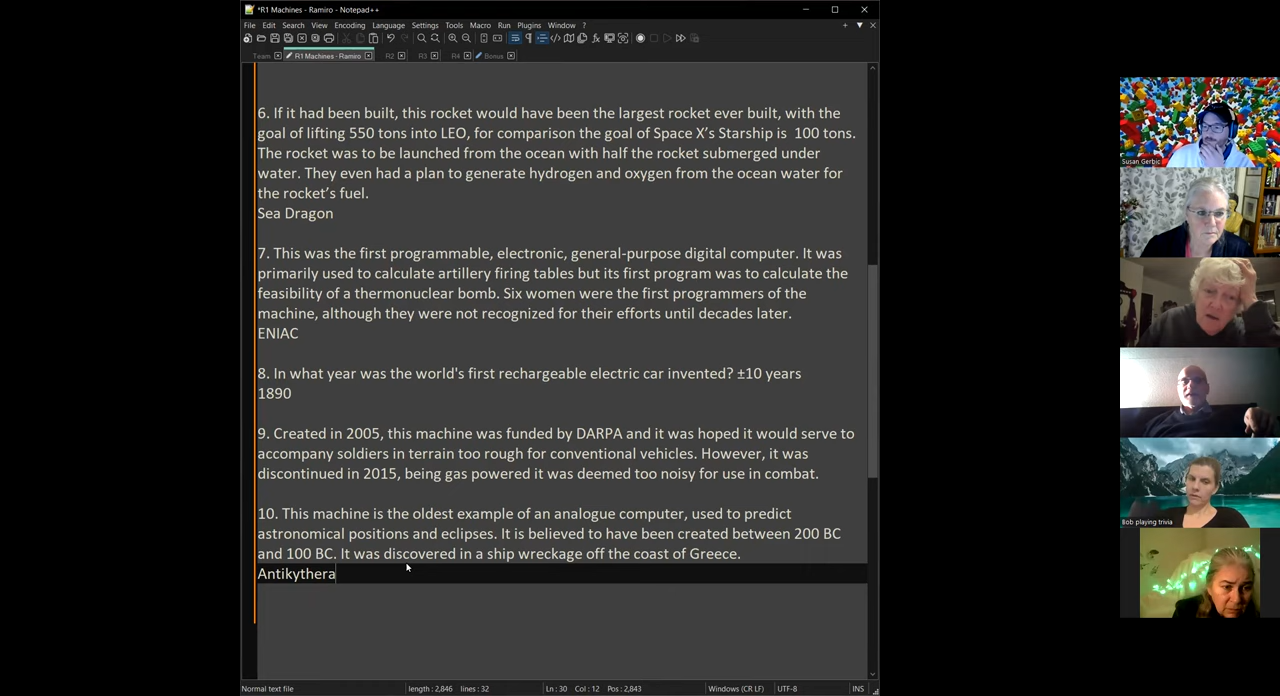 *R1 Machines - Ramiro - Notepad++
File Edit Search View Encoding Language Settings Tools Macro Run Plugins Window ?
Team R1 Machines - Ramiro R2 R3 R4 Bonus
6. If it had been built, this rocket would have been the largest rocket ever built, with the
goal of lifting 550 tons into LEO, for comparison the goal of Space X's Starship is  100 tons.
The rocket was to be launched from the ocean with half the rocket submerged under
water. They even had a plan to generate hydrogen and oxygen from the ocean water for
the rocket's fuel.
Sea Dragon
7. This was the first programmable, electronic, general-purpose digital computer. It was
primarily used to calculate artillery firing tables but its first program was to calculate the
feasibility of a thermonuclear bomb. Six women were the first programmers of the
machine, although they were not recognized for their efforts until decades later.
ENIAC
8. In what year was the world's first rechargeable electric car invented? ±10 years
1890
9. Created in 2005, this machine was funded by DARPA and it was hoped it would serve to
accompany soldiers in terrain too rough for conventional vehicles. However, it was
discontinued in 2015, being gas powered it was deemed too noisy for use in combat.
10. This machine is the oldest example of an analogue computer, used to predict
astronomical positions and eclipses. It is believed to have been created between 200 BC
and 100 BC. It was discovered in a ship wreckage off the coast of Greece.
Antikythera
Normal text file length : 2,846 lines : 32 Ln : 30 Col : 12 Pos : 2,843 Windows (CR LF) UTF-8 INS
Susan Gerbic
Bob playing trivia